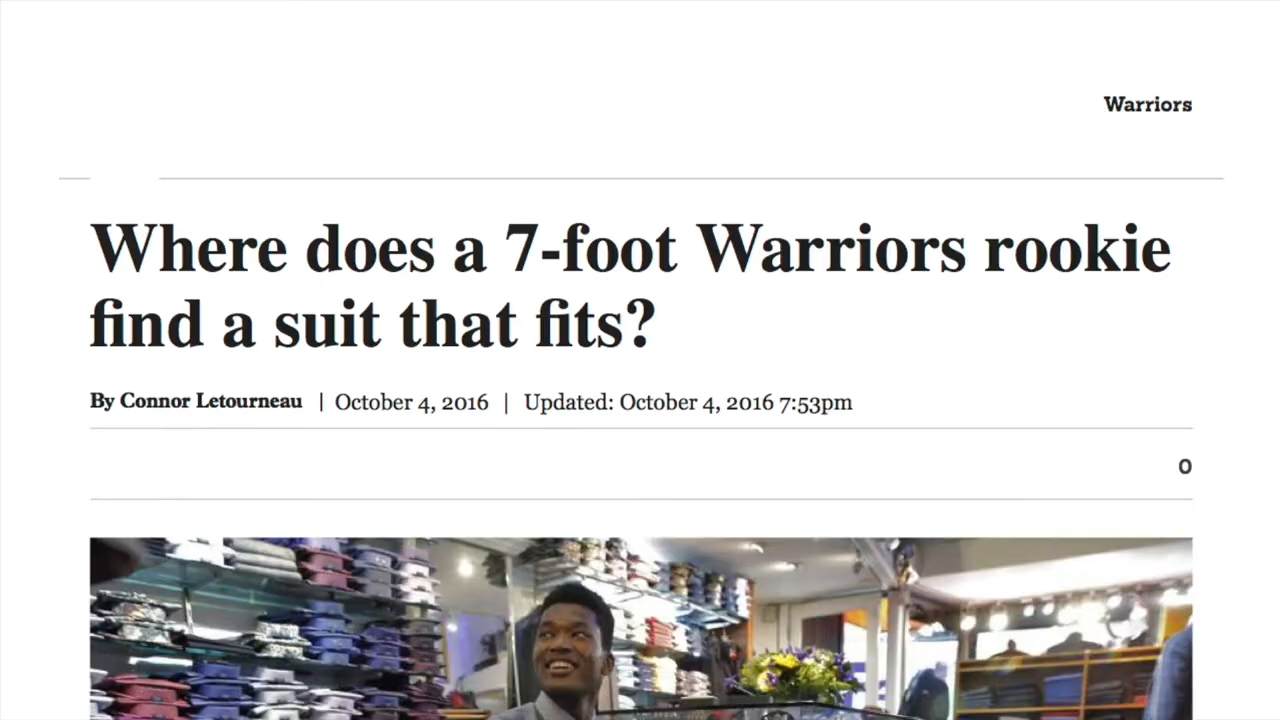 Warriors
Where does a 7-foot Warriors rookie
find a suit that fits?
By Connor Letourneau | October 4, 2016 | Updated: October 4, 2016 7:53pm
0